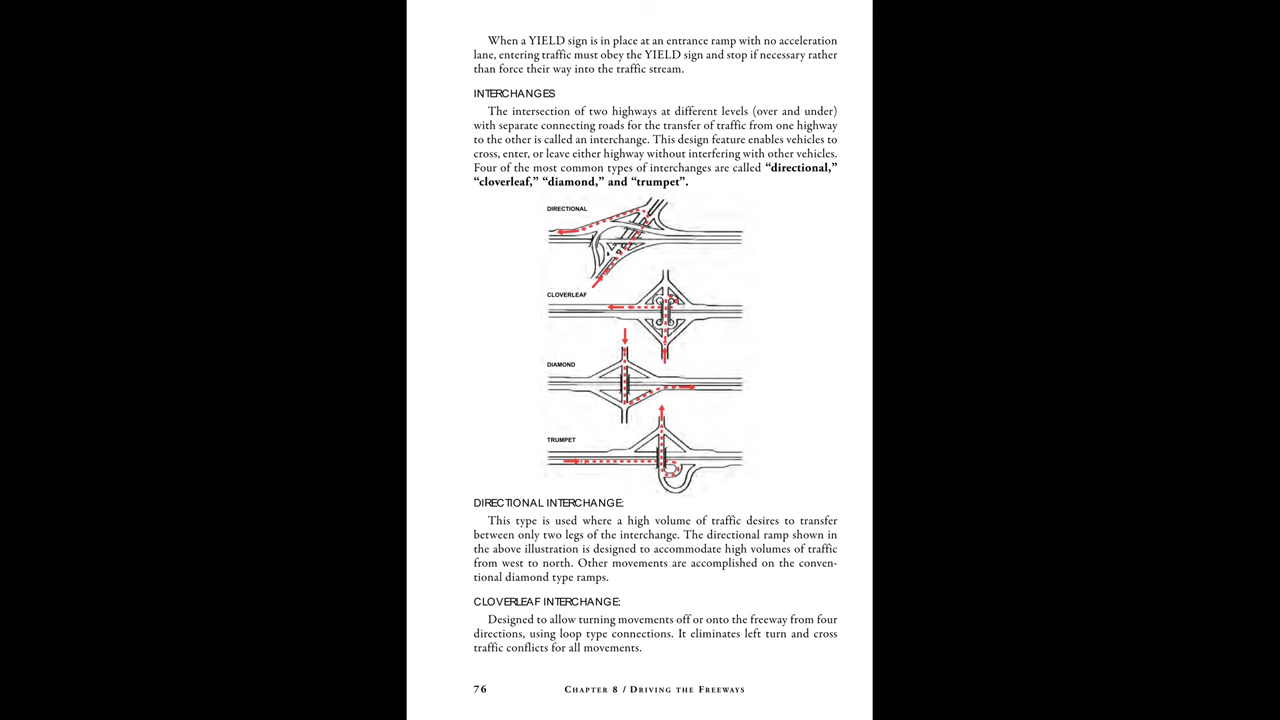 When a YIELD sign is in place at an entrance ramp with no acceleration
lane, entering traffic must obey the YIELD sign and stop if necessary rather
than force their way into the traffic stream.
INTERCHANGES
The intersection of two highways at different levels (over and under)
with separate connecting roads for the transfer of traffic from one highway
to the other is called an interchange. This design feature enables vehicles to
cross, enter, or leave either highway without interfering with other vehicles.
Four of the most common types of interchanges are called “directional,”
“cloverleaf,” “diamond,” and “trumpet”.
DIRECTIONAL
CLOVERLEAF
DIAMOND
TRUMPET
DIRECTIONAL INTERCHANGE:
This type is used where a high volume of traffic desires to transfer
between only two legs of the interchange. The directional ramp shown in
the above illustration is designed to accommodate high volumes of traffic
from west to north. Other movements are accomplished on the conven-
tional diamond type ramps.
CLOVERLEAF INTERCHANGE:
Designed to allow turning movements off or onto the freeway from four
directions, using loop type connections. It eliminates left turn and cross
traffic conflicts for all movements.
76 Chapter 8 / Driving the Freeways